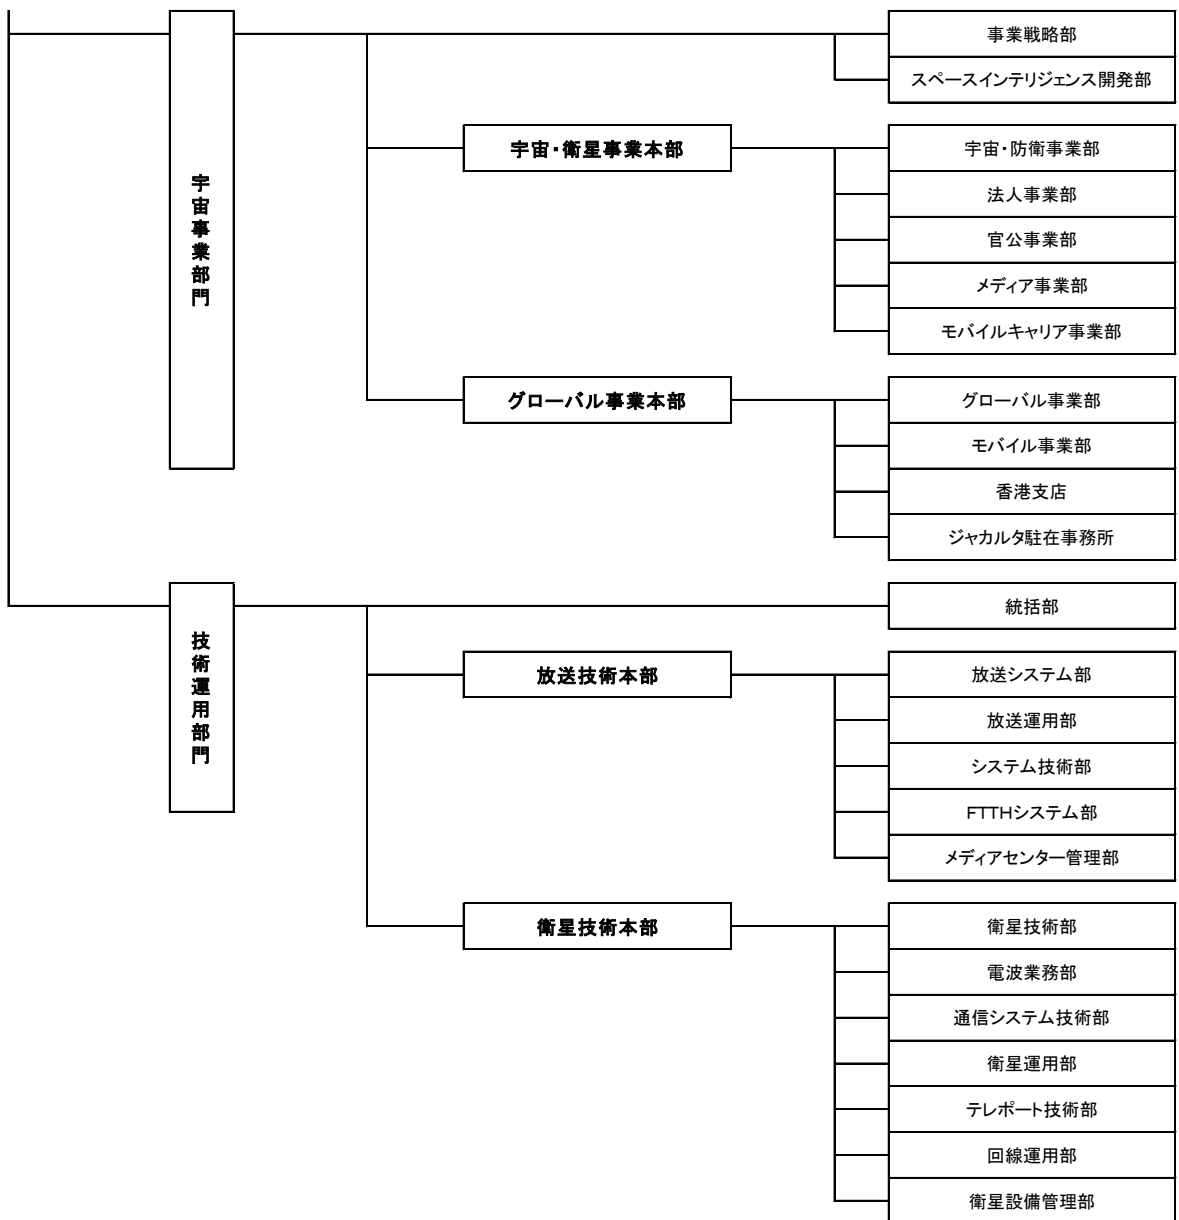 宇宙事業部門
事業戦略部
スペースインテリジェンス開発部
宇宙・衛星事業本部
宇宙・防衛事業部
法人事業部
官公事業部
メディア事業部
モバイルキャリア事業部
グローバル事業本部
グローバル事業部
モバイル事業部
香港支店
ジャカルタ駐在事務所
技術運用部門
統括部
放送技術本部
放送システム部
放送運用部
システム技術部
FTTHシステム部
メディアセンター管理部
衛星技術本部
衛星技術部
電波業務部
通信システム技術部
衛星運用部
テレポート技術部
回線運用部
衛星設備管理部